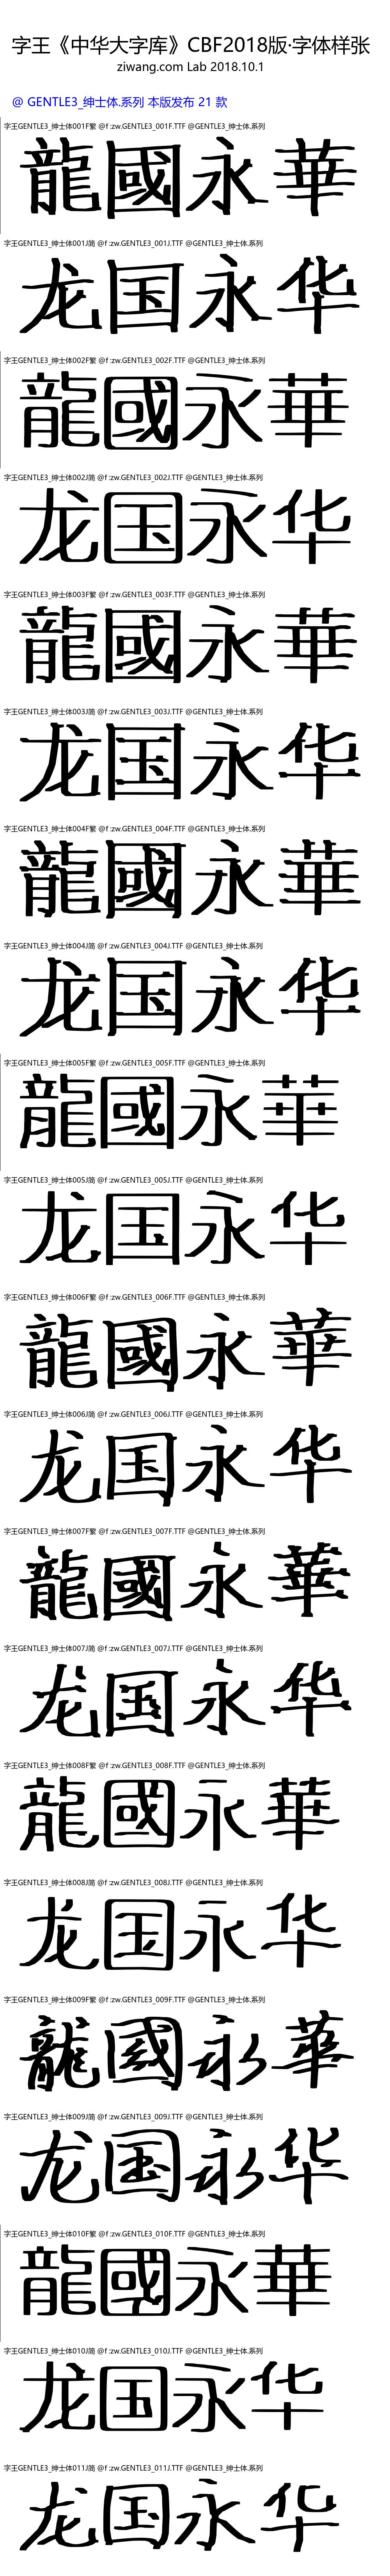 字王《中华大字库》CBF2018版·字体样张
ziwang.com Lab 2018.10.1
@ GENTLE3_绅士体.系列 本版发布 21 款
字王GENTLE3_绅士体001F繁 @f :zw.GENTLE3_001F.TTF @GENTLE3_绅士体.系列
龍國永華
字王GENTLE3_绅士体001J简 @f :zw.GENTLE3_001J.TTF @GENTLE3_绅士体.系列
龙国永华
字王GENTLE3_绅士体002F繁 @f :zw.GENTLE3_002F.TTF @GENTLE3_绅士体.系列
龍國永華
字王GENTLE3_绅士体002J简 @f :zw.GENTLE3_002J.TTF @GENTLE3_绅士体.系列
龙国永华
字王GENTLE3_绅士体003F繁 @f :zw.GENTLE3_003F.TTF @GENTLE3_绅士体.系列
龍國永華
字王GENTLE3_绅士体003J简 @f :zw.GENTLE3_003J.TTF @GENTLE3_绅士体.系列
龙国永华
字王GENTLE3_绅士体004F繁 @f :zw.GENTLE3_004F.TTF @GENTLE3_绅士体.系列
龍國永華
字王GENTLE3_绅士体004J简 @f :zw.GENTLE3_004J.TTF @GENTLE3_绅士体.系列
龙国永华
字王GENTLE3_绅士体005F繁 @f :zw.GENTLE3_005F.TTF @GENTLE3_绅士体.系列
龍國永華
字王GENTLE3_绅士体005J简 @f :zw.GENTLE3_005J.TTF @GENTLE3_绅士体.系列
龙国永华
字王GENTLE3_绅士体006F繁 @f :zw.GENTLE3_006F.TTF @GENTLE3_绅士体.系列
龍國永華
字王GENTLE3_绅士体006J简 @f :zw.GENTLE3_006J.TTF @GENTLE3_绅士体.系列
龙国永华
字王GENTLE3_绅士体007F繁 @f :zw.GENTLE3_007F.TTF @GENTLE3_绅士体.系列
龍國永華
字王GENTLE3_绅士体007J简 @f :zw.GENTLE3_007J.TTF @GENTLE3_绅士体.系列
龙国永华
字王GENTLE3_绅士体008F繁 @f :zw.GENTLE3_008F.TTF @GENTLE3_绅士体.系列
龍國永華
字王GENTLE3_绅士体008J简 @f :zw.GENTLE3_008J.TTF @GENTLE3_绅士体.系列
龙国永华
字王GENTLE3_绅士体009F繁 @f :zw.GENTLE3_009F.TTF @GENTLE3_绅士体.系列
龍國永華
字王GENTLE3_绅士体009J简 @f :zw.GENTLE3_009J.TTF @GENTLE3_绅士体.系列
龙国永华
字王GENTLE3_绅士体010F繁 @f :zw.GENTLE3_010F.TTF @GENTLE3_绅士体.系列
龍國永華
字王GENTLE3_绅士体010J简 @f :zw.GENTLE3_010J.TTF @GENTLE3_绅士体.系列
龙国永华
字王GENTLE3_绅士体011J简 @f :zw.GENTLE3_011J.TTF @GENTLE3_绅士体.系列
龙国永华